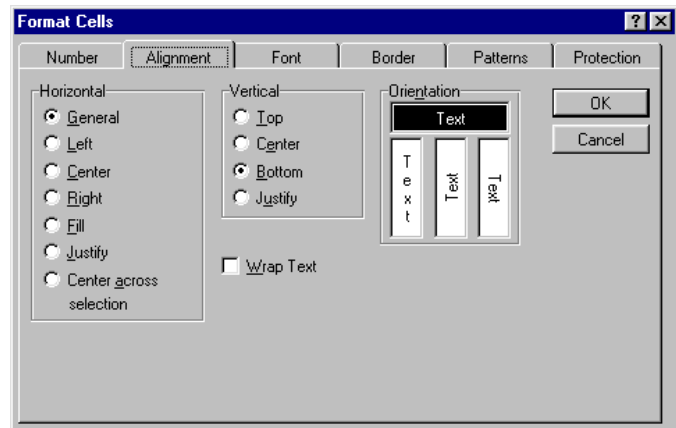 Format Cells
Number Alignment Font Border Patterns Protection
Horizontal
General
Left
Center
Right
Fill
Justify
Center across
selection
Vertical
Top
Center
Bottom
Justify
Wrap Text
Orientation
Text
Text
Text
Text
OK
Cancel